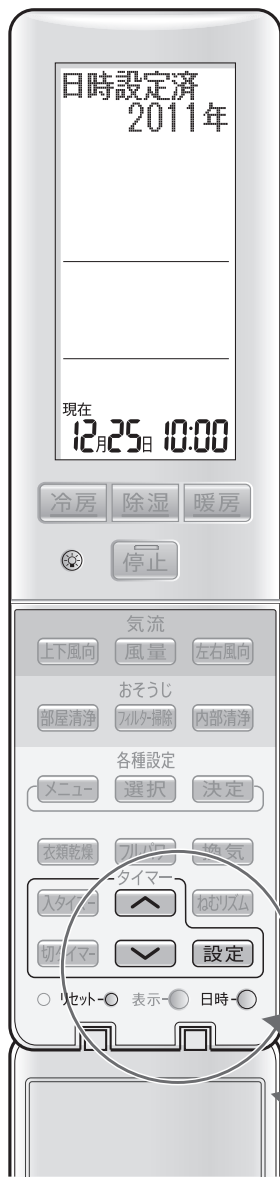 日時設定済
2011年
現在
12月25日 10:00
冷房 除湿 暖房
停止
気流
上下風向 風量 左右風向
おそうじ
部屋清浄 フィルター掃除 内部清浄
各種設定
メニュー 選択 決定
衣類乾燥 フルパワー 換気
タイマー
入タイマー ねむリズム
切タイマー 設定
リセット 表示 日時